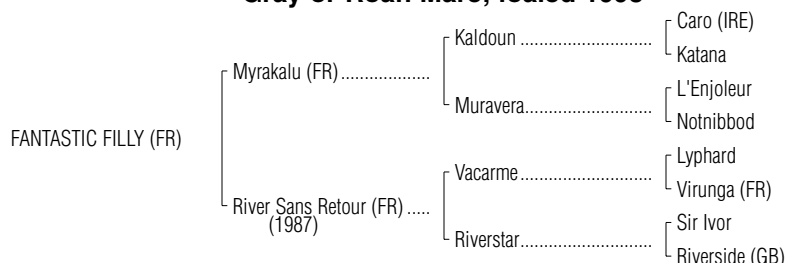 Gray or Roan Mare; foaled
Caro (IRE)
Kaldoun
Katana
Myrakalu (FR)
L'Enjoleur
Muravera
Notnibbod
FANTASTIC FILLY (FR)
Lyphard
Vacarme
Virunga (FR)
River Sans Retour (FR)
(1987)
Sir Ivor
Riverstar
Riverside (GB)